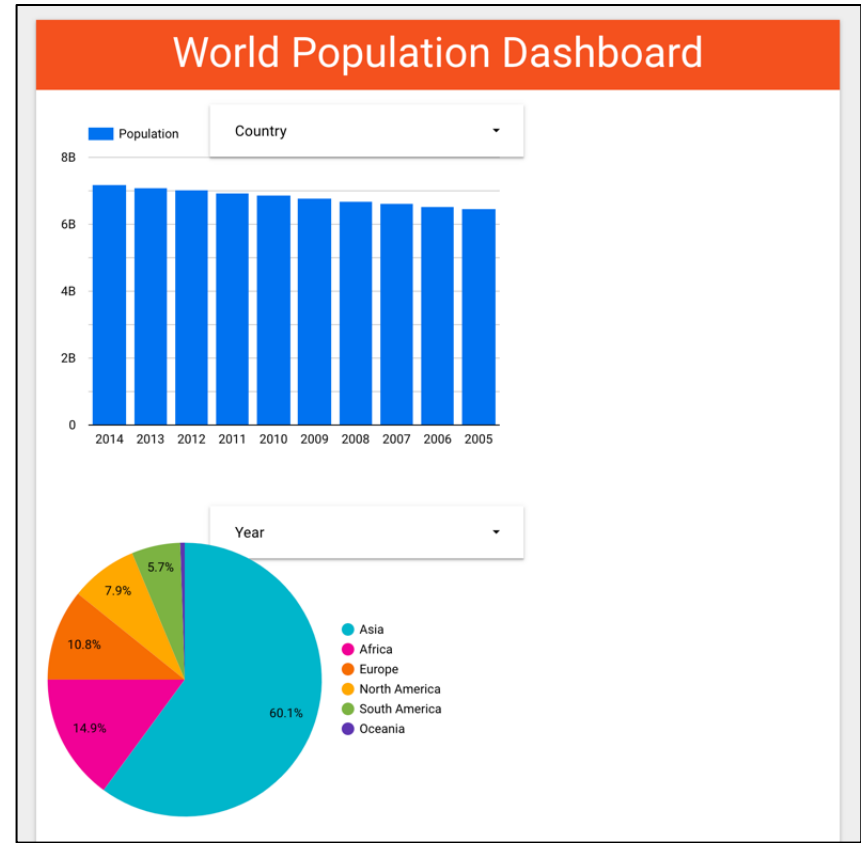 World Population Dashboard
Population
Country
8B
6B
4B
2B
0
2014 2013 2012 2011 2010 2009 2008 2007 2006 2005
Year
5.7%
7.9%
10.8%
14.9%
60.1%
Asia
Africa
Europe
North America
South America
Oceania